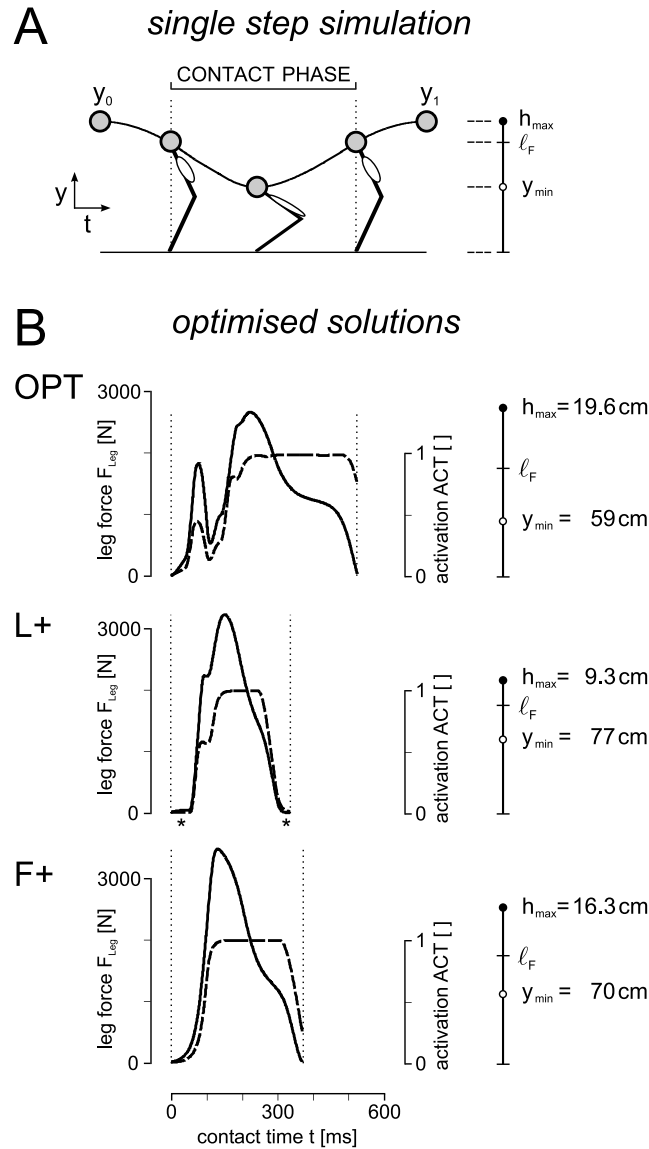 A
single step simulation
CONTACT PHASE
y0
y1
hmax
ℓF
ymin
y
t
B
optimised solutions
OPT
3000
leg force FLeg [N]
0
1
activation ACT [ ]
0
hmax = 19.6 cm
ℓF
ymin = 59 cm
L+
3000
leg force FLeg [N]
0
* *
1
activation ACT [ ]
0
hmax = 9.3 cm
ℓF
ymin = 77 cm
F+
3000
leg force FLeg [N]
0
1
activation ACT [ ]
0
hmax = 16.3 cm
ℓF
ymin = 70 cm
0 300 600
contact time t [ms]